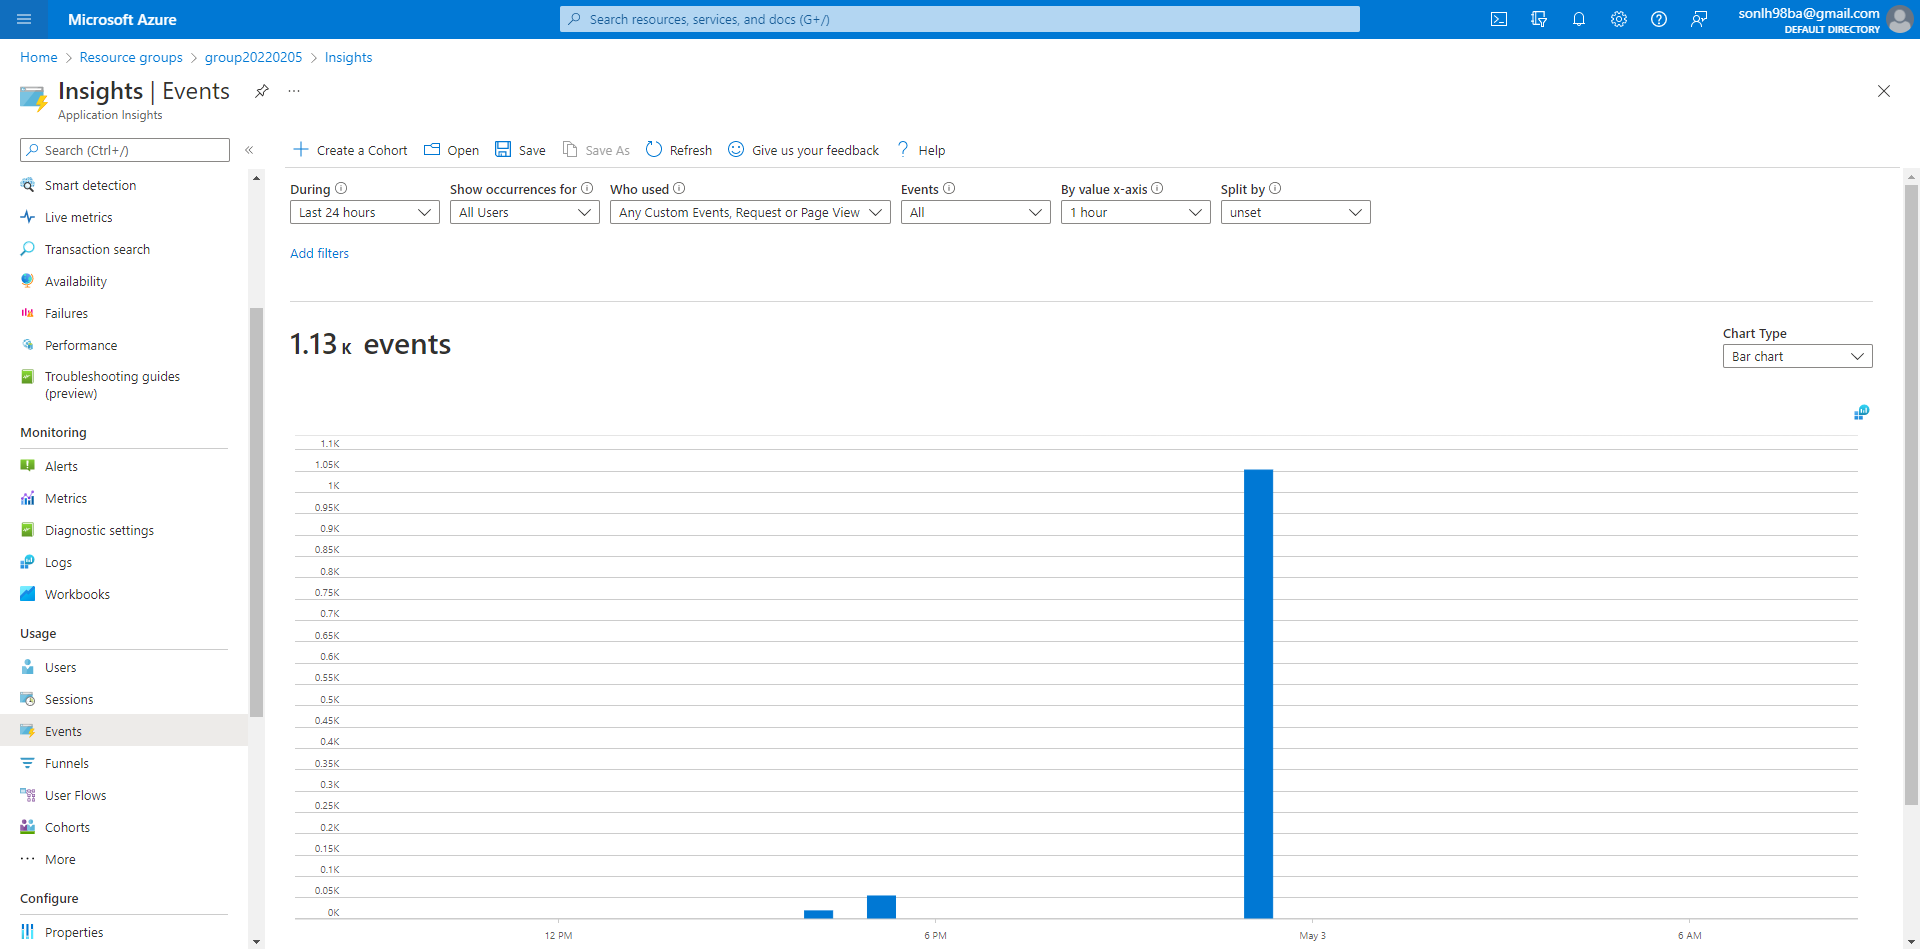 Microsoft Azure
Search resources, services, and docs (G+/)
sonlh98ba@gmail.com
DEFAULT DIRECTORY
Home > Resource groups > group20220205 > Insights
Insights | Events
...
Application Insights
Search (Ctrl+/)
«
Create a Cohort
Open
Save
Save As
Refresh
Give us your feedback
? Help
Smart detection
Live metrics
Transaction search
Availability
Failures
Performance
Troubleshooting guides
(preview)
Monitoring
Alerts
Metrics
Diagnostic settings
Logs
Workbooks
Usage
Users
Sessions
Events
Funnels
User Flows
Cohorts
More
Configure
Properties
During
Show occurrences for
Who used
Events
By value x-axis
Split by
Last 24 hours
All Users
Any Custom Events, Request or Page View
All
1 hour
unset
Add filters
1.13 K events
Chart Type
Bar chart
1.1K
1.05K
1K
0.95K
0.9K
0.85K
0.8K
0.75K
0.7K
0.65K
0.6K
0.55K
0.5K
0.45K
0.4K
0.35K
0.3K
0.25K
0.2K
0.15K
0.1K
0.05K
0K
12 PM
6 PM
May 3
6 AM